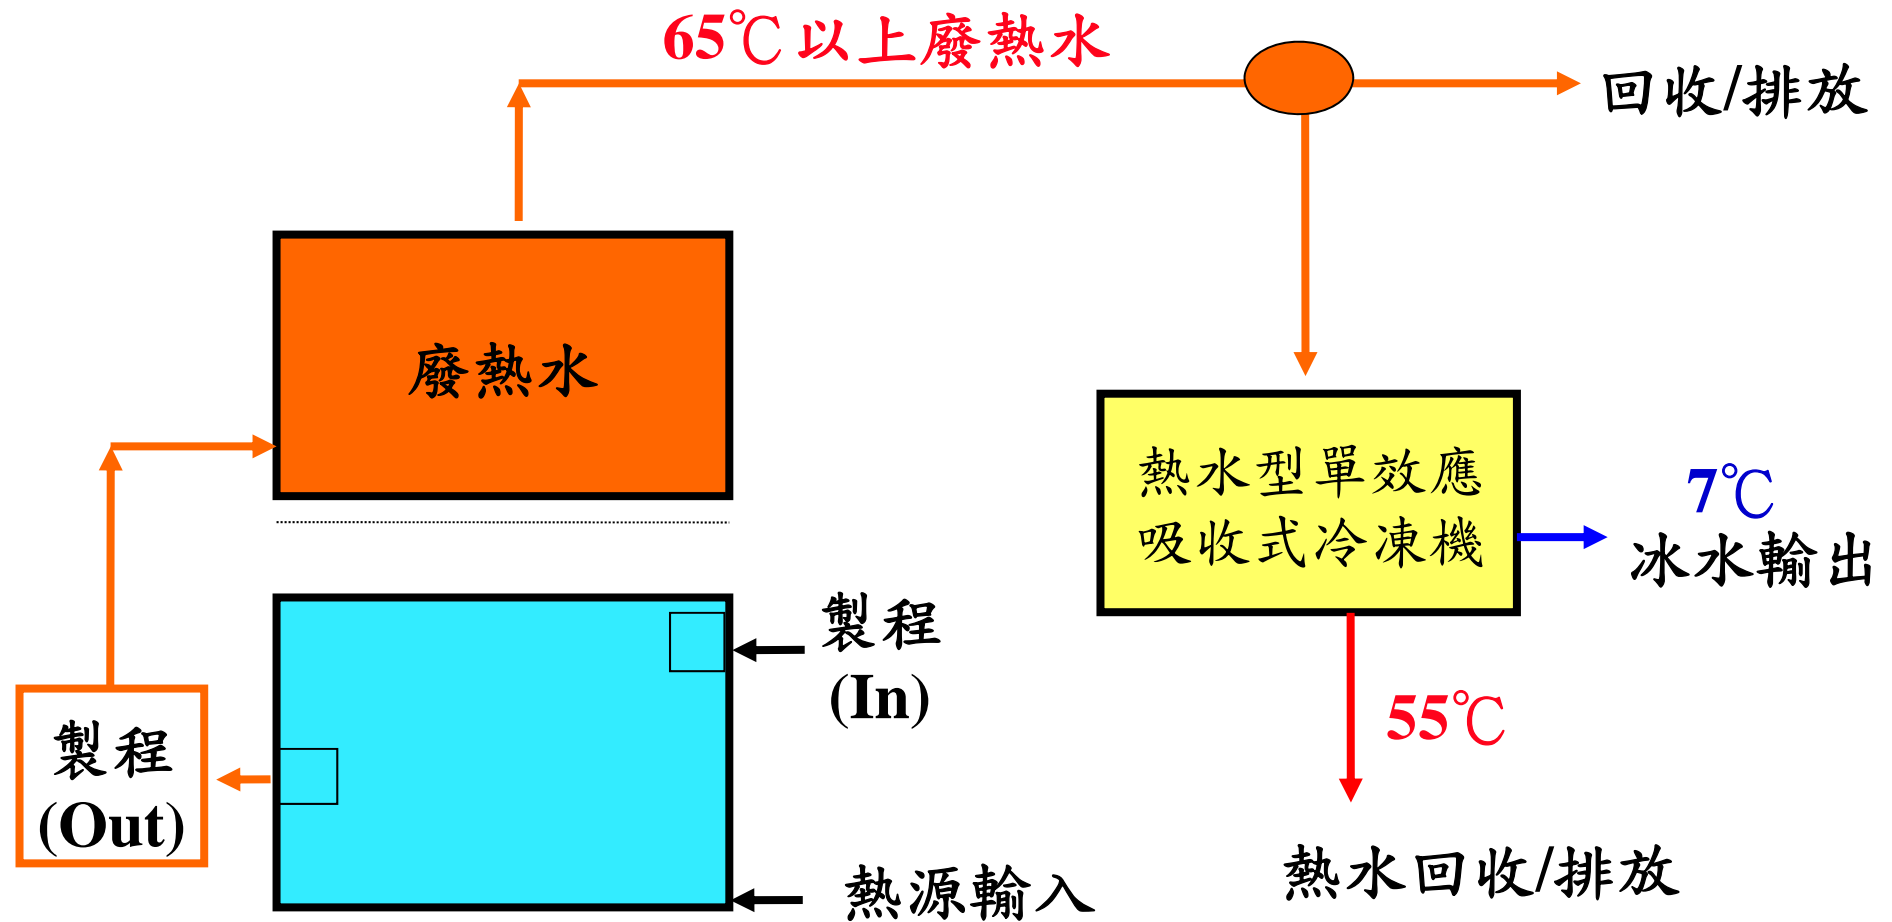 65℃以上廢熱水
回收/排放
廢熱水
熱水型單效應
吸收式冷凍機
7℃
冰水輸出
製程
(In)
製程
(Out)
55℃
熱水回收/排放
熱源輸入